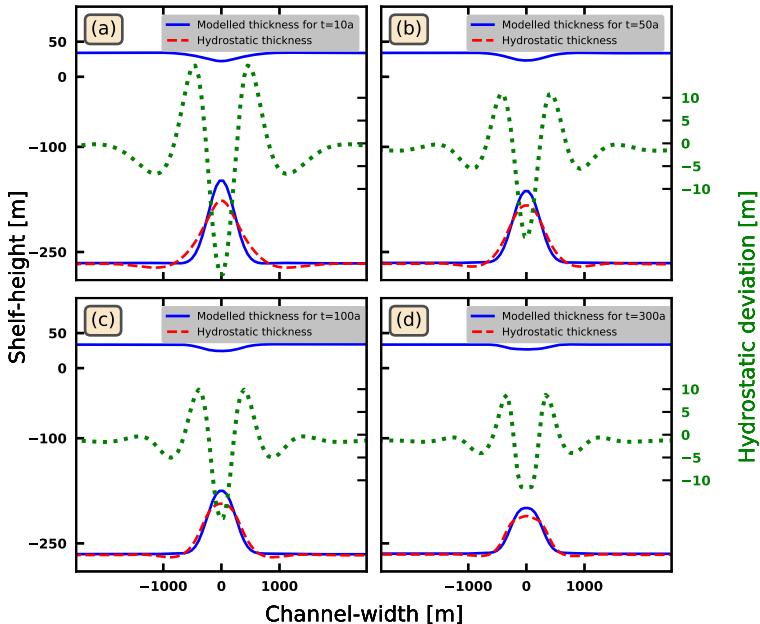 (a)
Modelled thickness for t=10a
Hydrostatic thickness
(b)
Modelled thickness for t=50a
Hydrostatic thickness
50
0
−100
−250
10
5
0
−5
−10
(c)
Modelled thickness for t=100a
Hydrostatic thickness
(d)
Modelled thickness for t=300a
Hydrostatic thickness
50
0
−100
−250
10
5
0
−5
−10
−1000 0 1000
−1000 0 1000
Shelf-height [m]
Hydrostatic deviation [m]
Channel-width [m]